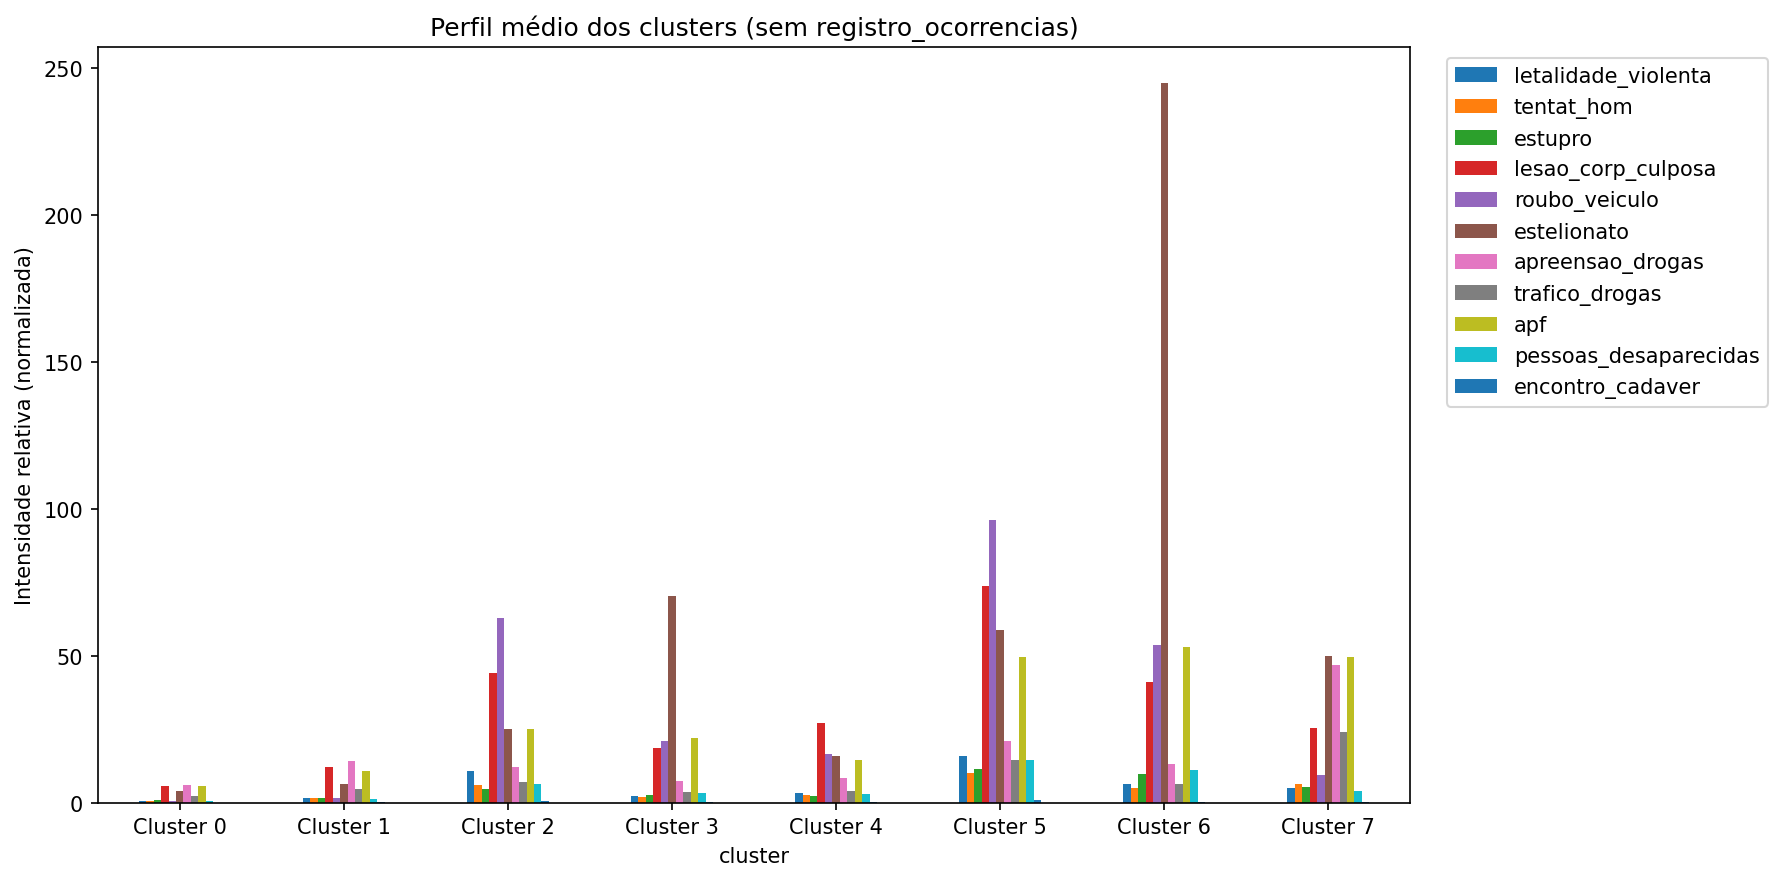 Perfil médio dos clusters (sem registro_ocorrencias)
Intensidade relativa (normalizada)
250
200
150
100
50
0
Cluster 0
Cluster 1
Cluster 2
Cluster 3
Cluster 4
Cluster 5
Cluster 6
Cluster 7
cluster
letalidade_violenta
tentat_hom
estupro
lesao_corp_culposa
roubo_veiculo
estelionato
apreensao_drogas
trafico_drogas
apf
pessoas_desaparecidas
encontro_cadaver